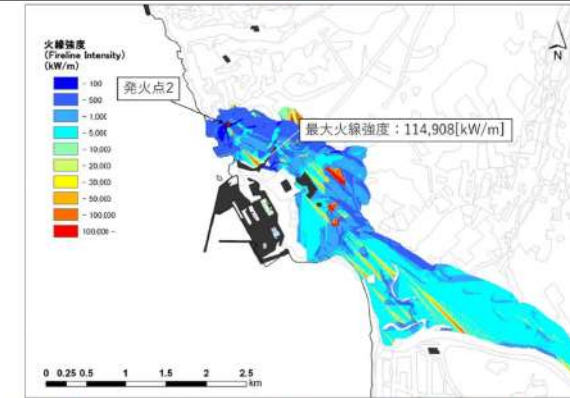 火線強度
(Fireline Intensity)
(kW/m)
- 100
- 500
- 1,000
- 5,000
- 10,000
- 20,000
- 30,000
- 50,000
- 100,000
100,000 -
発火点2
最大火線強度：114,908[kW/m]
N
0 0.25 0.5 1 1.5 2 2.5
km